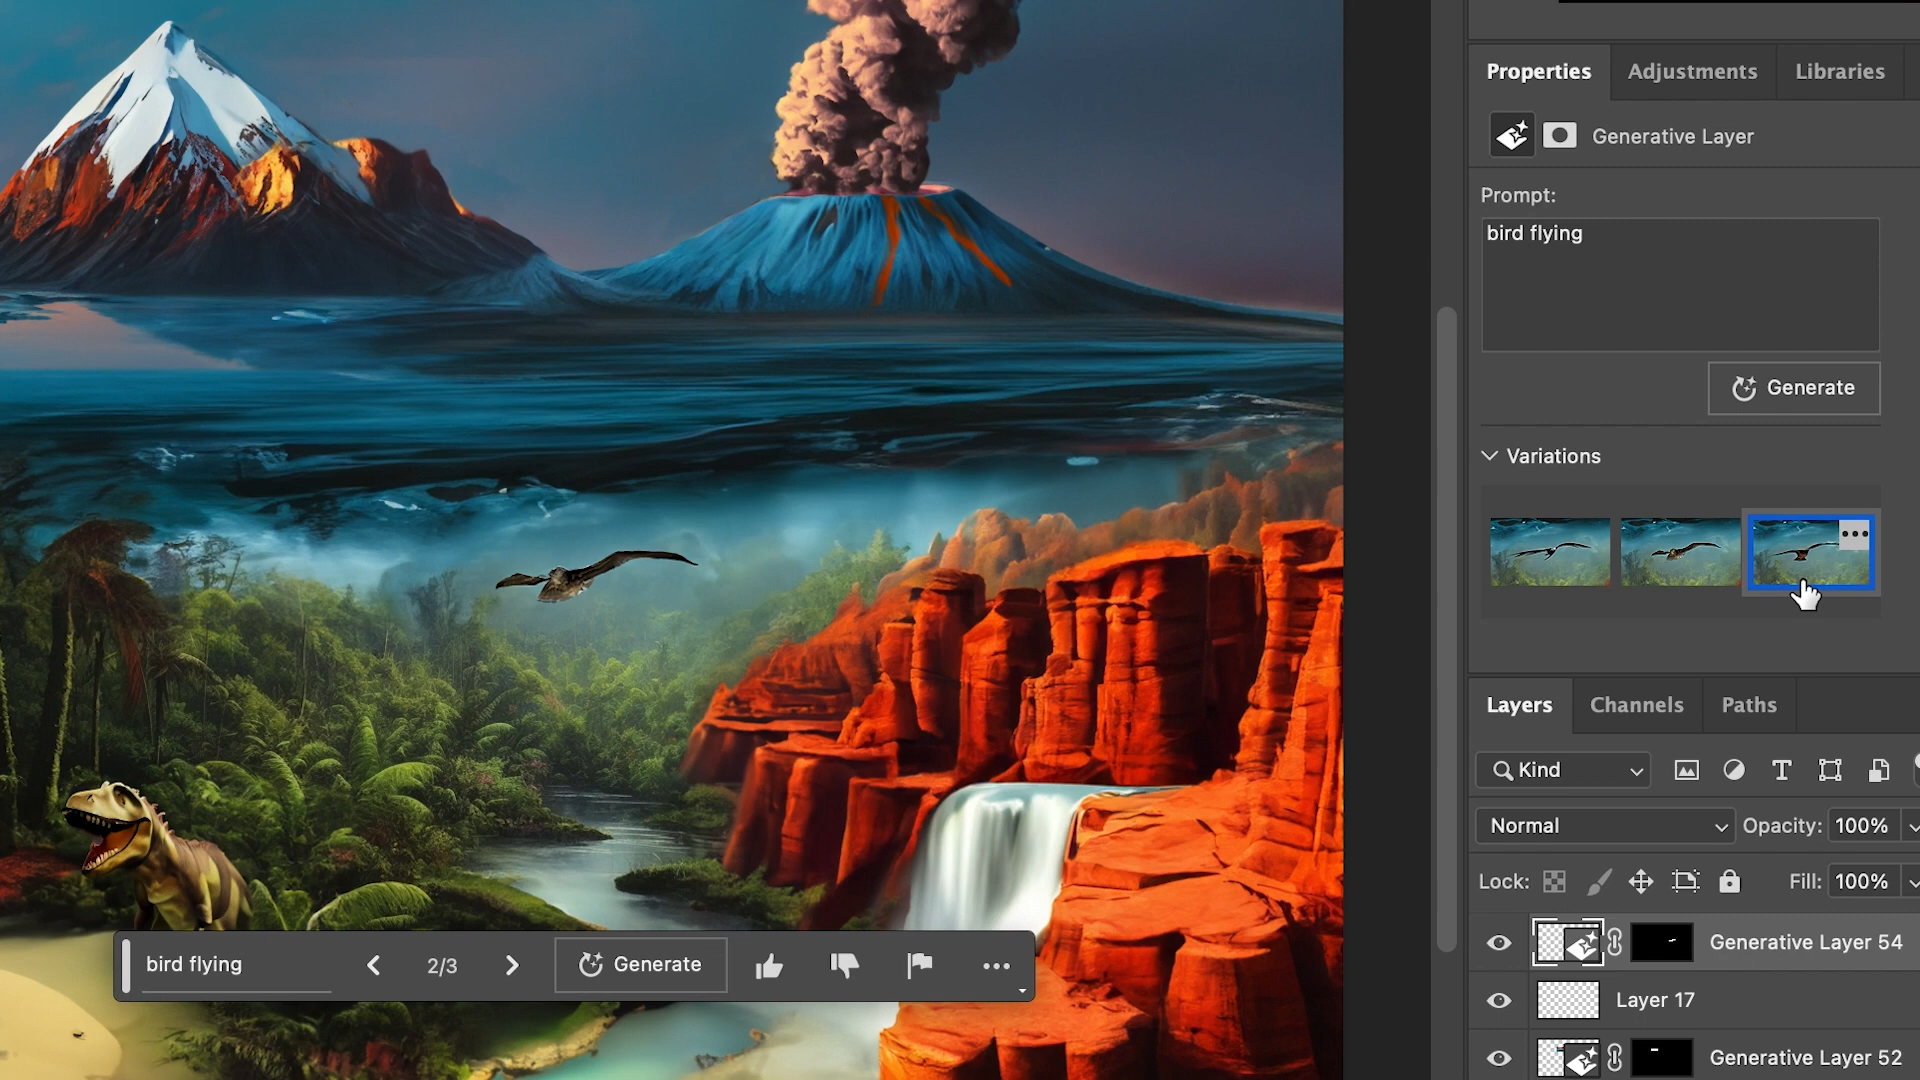 Properties
Adjustments
Libraries
Generative Layer
Prompt:
bird flying
Generate
Variations
Layers
Channels
Paths
Kind
Normal
Opacity:
100%
Lock:
Fill:
100%
Generative Layer 54
Layer 17
Generative Layer 52
bird flying
2/3
Generate